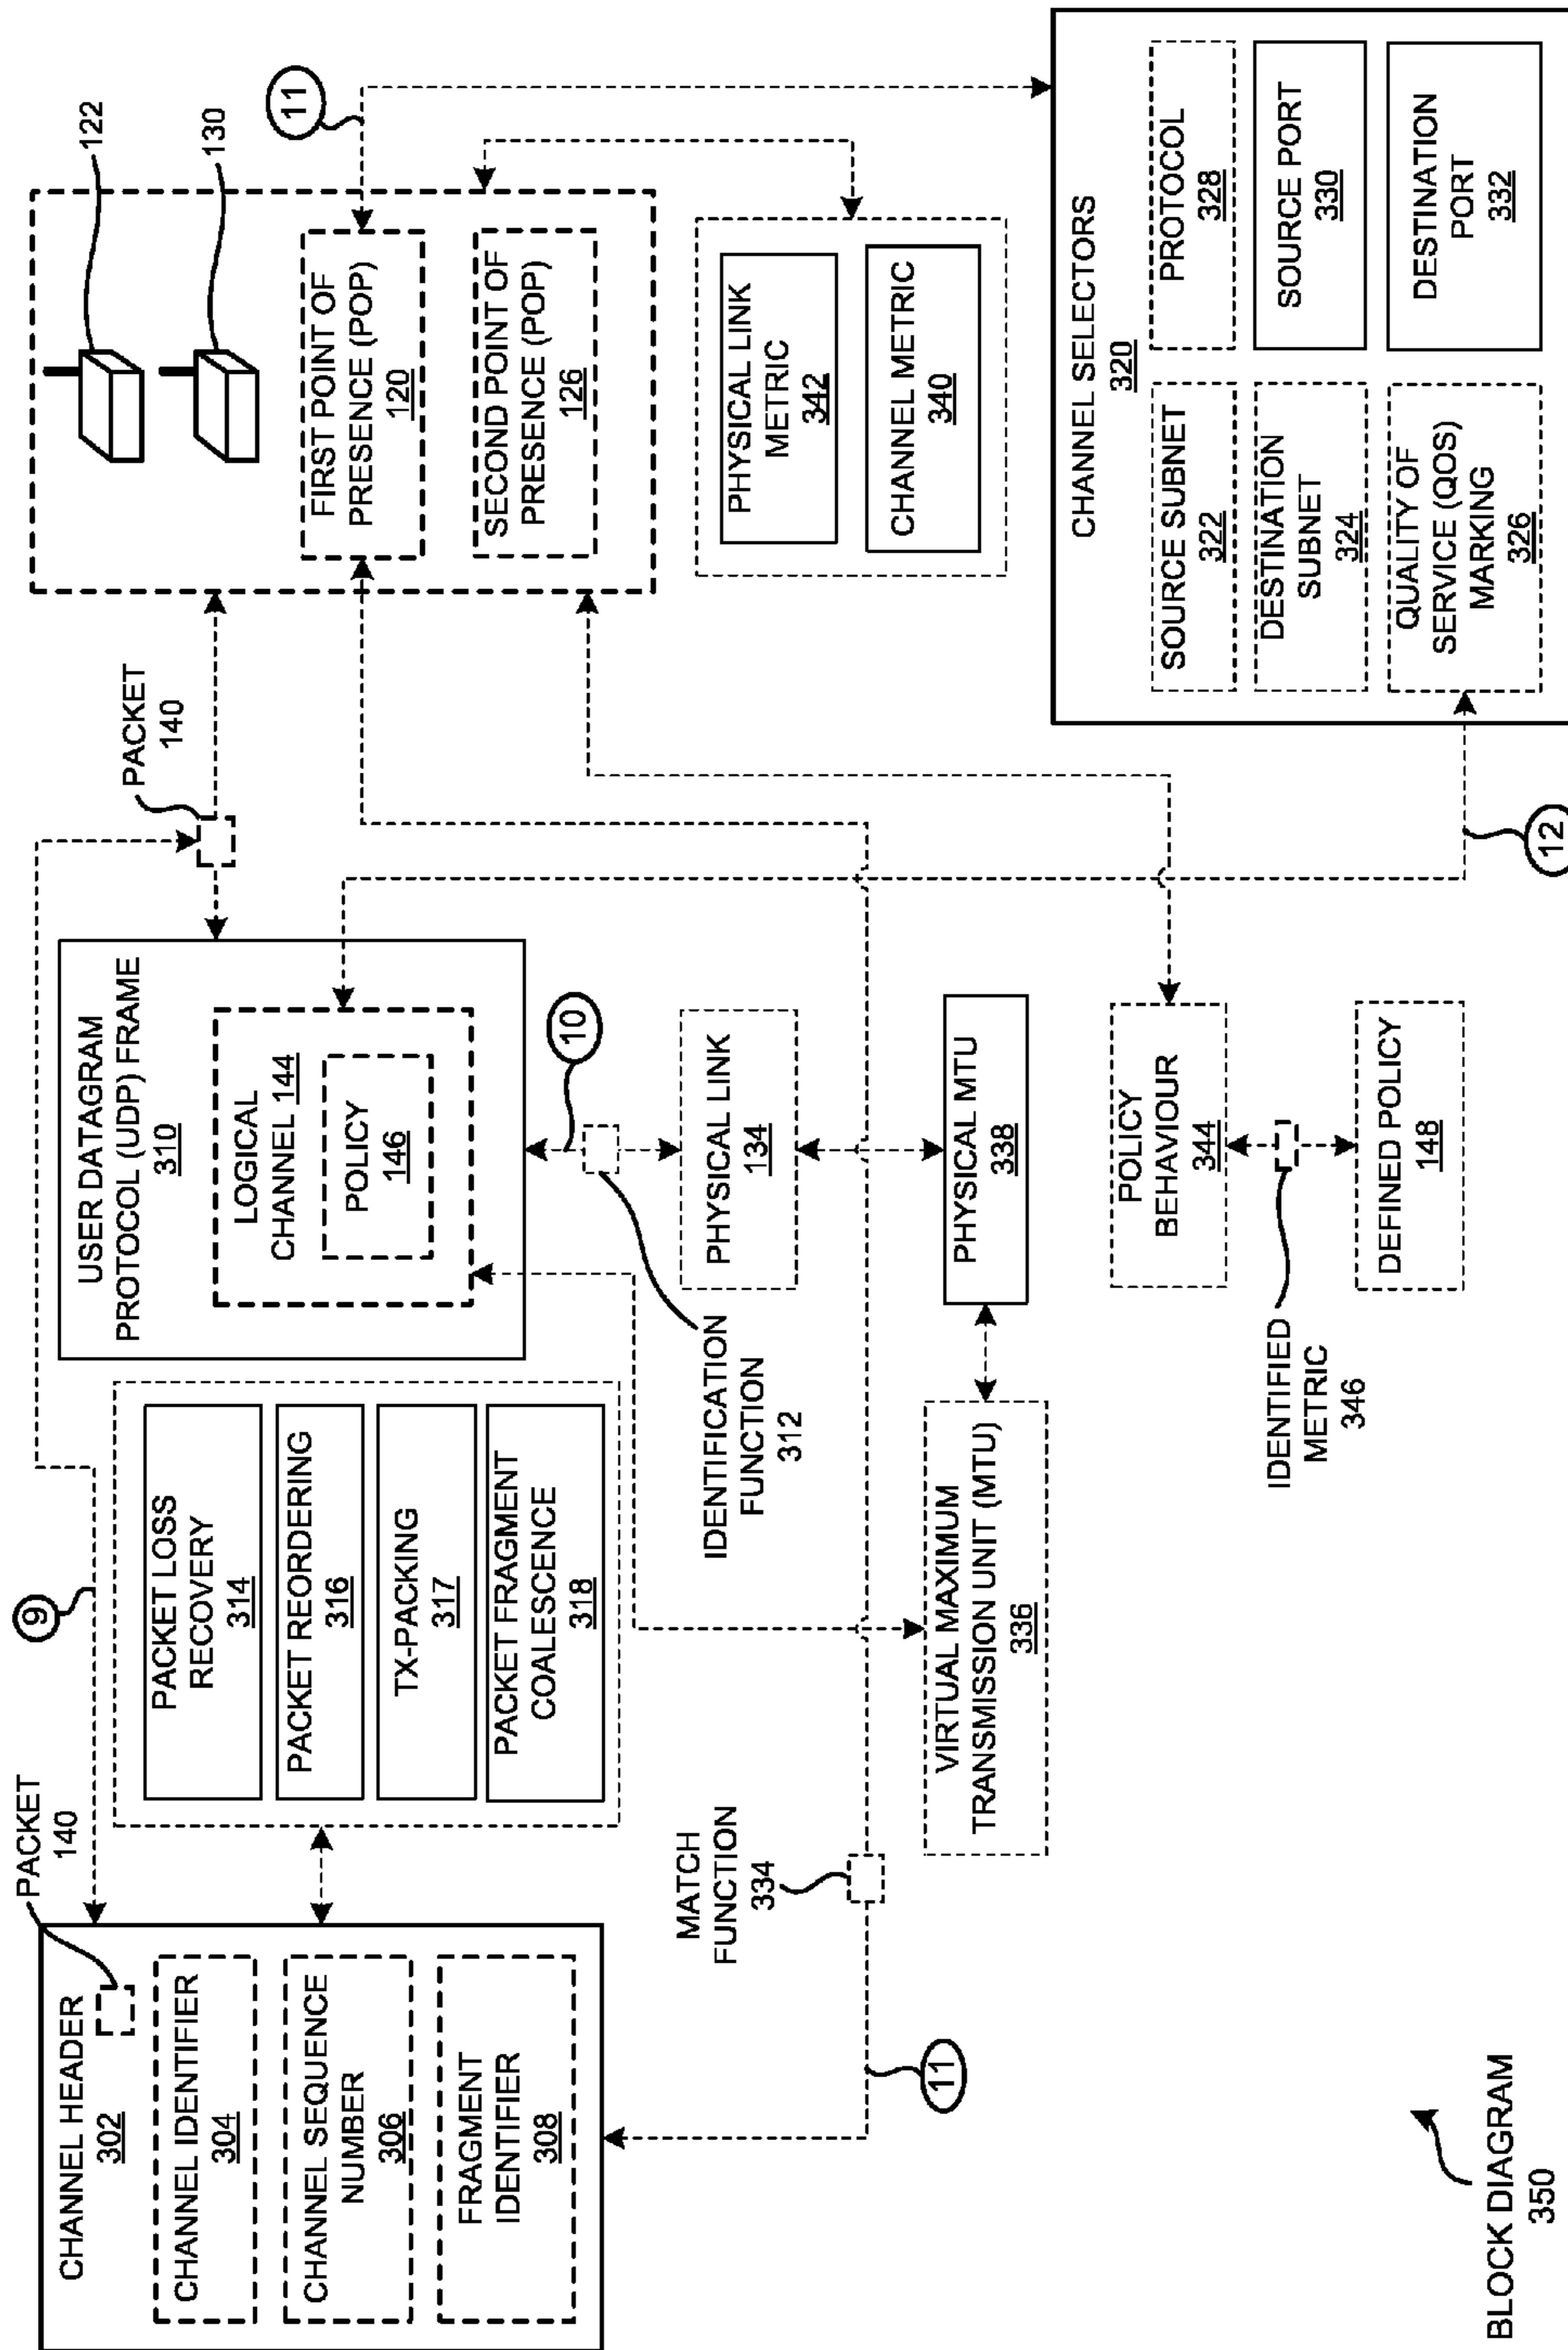 PACKET
140
CHANNEL HEADER
302
CHANNEL IDENTIFIER
304
CHANNEL SEQUENCE
NUMBER
306
FRAGMENT
IDENTIFIER
308
9
PACKET LOSS
RECOVERY
314
PACKET REORDERING
316
TX-PACKING
317
PACKET FRAGMENT
COALESCENCE
318
USER DATAGRAM
PROTOCOL (UDP) FRAME
310
LOGICAL
CHANNEL 144
POLICY
146
PACKET
140
122
130
FIRST POINT OF
PRESENCE (POP)
120
SECOND POINT OF
PRESENCE (POP)
126
11
10
IDENTIFICATION
FUNCTION
312
PHYSICAL LINK
134
PHYSICAL LINK
METRIC
342
CHANNEL METRIC
340
MATCH
FUNCTION
334
11
VIRTUAL MAXIMUM
TRANSMISSION UNIT (MTU)
336
PHYSICAL MTU
338
POLICY
BEHAVIOUR
344
IDENTIFIED
METRIC
346
DEFINED POLICY
148
12
CHANNEL SELECTORS
320
SOURCE SUBNET
322
PROTOCOL
328
DESTINATION
SUBNET
324
SOURCE PORT
330
QUALITY OF
SERVICE (QOS)
MARKING
326
DESTINATION
PORT
332
BLOCK DIAGRAM
350